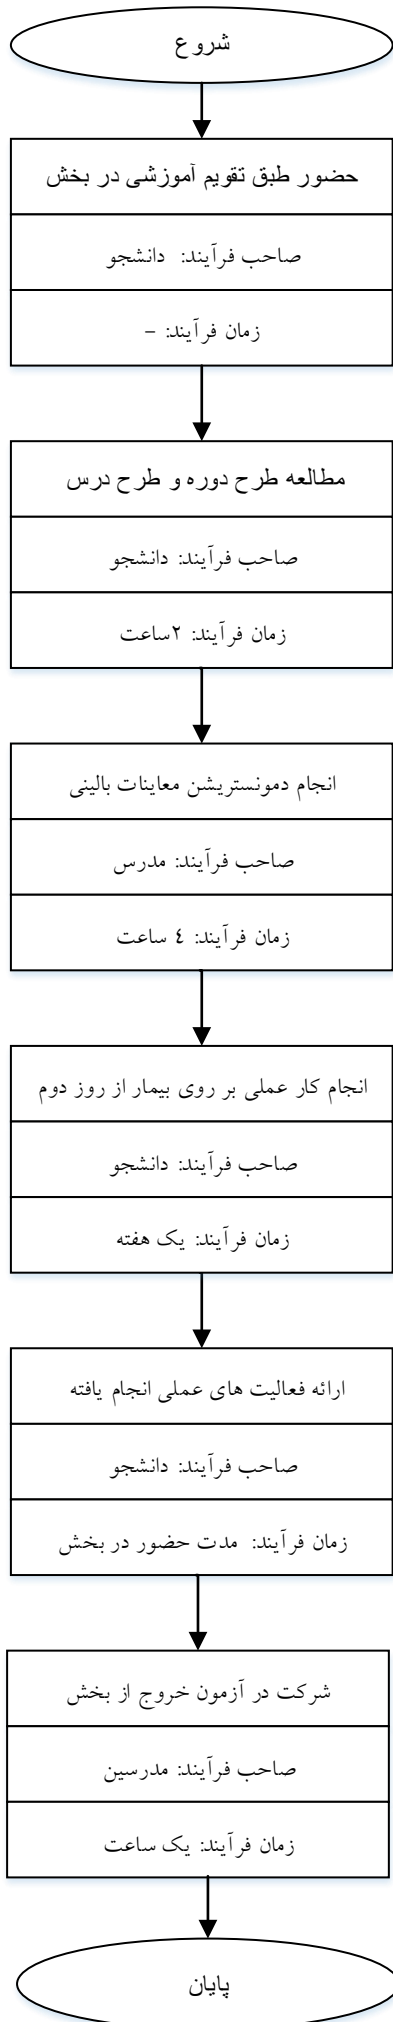 شروع
حضور طبق تقویم آموزشی در بخش
صاحب فرآیند:  دانشجو
زمان فرآیند: –
مطالعه طرح دوره و طرح درس
صاحب فرآیند: دانشجو
زمان فرآیند: ۲ساعت
انجام دمونستریشن معاینات بالینی
صاحب فرآیند: مدرس
زمان فرآیند: ٤ ساعت
انجام کار عملی بر روی بیمار از روز دوم
صاحب فرآیند: دانشجو
زمان فرآیند: یک هفته
ارائه فعالیت های عملی انجام یافته
صاحب فرآیند: دانشجو
زمان فرآیند:  مدت حضور در بخش
شرکت در آزمون خروج از بخش
صاحب فرآیند: مدرسین
زمان فرآیند: یک ساعت
پایان